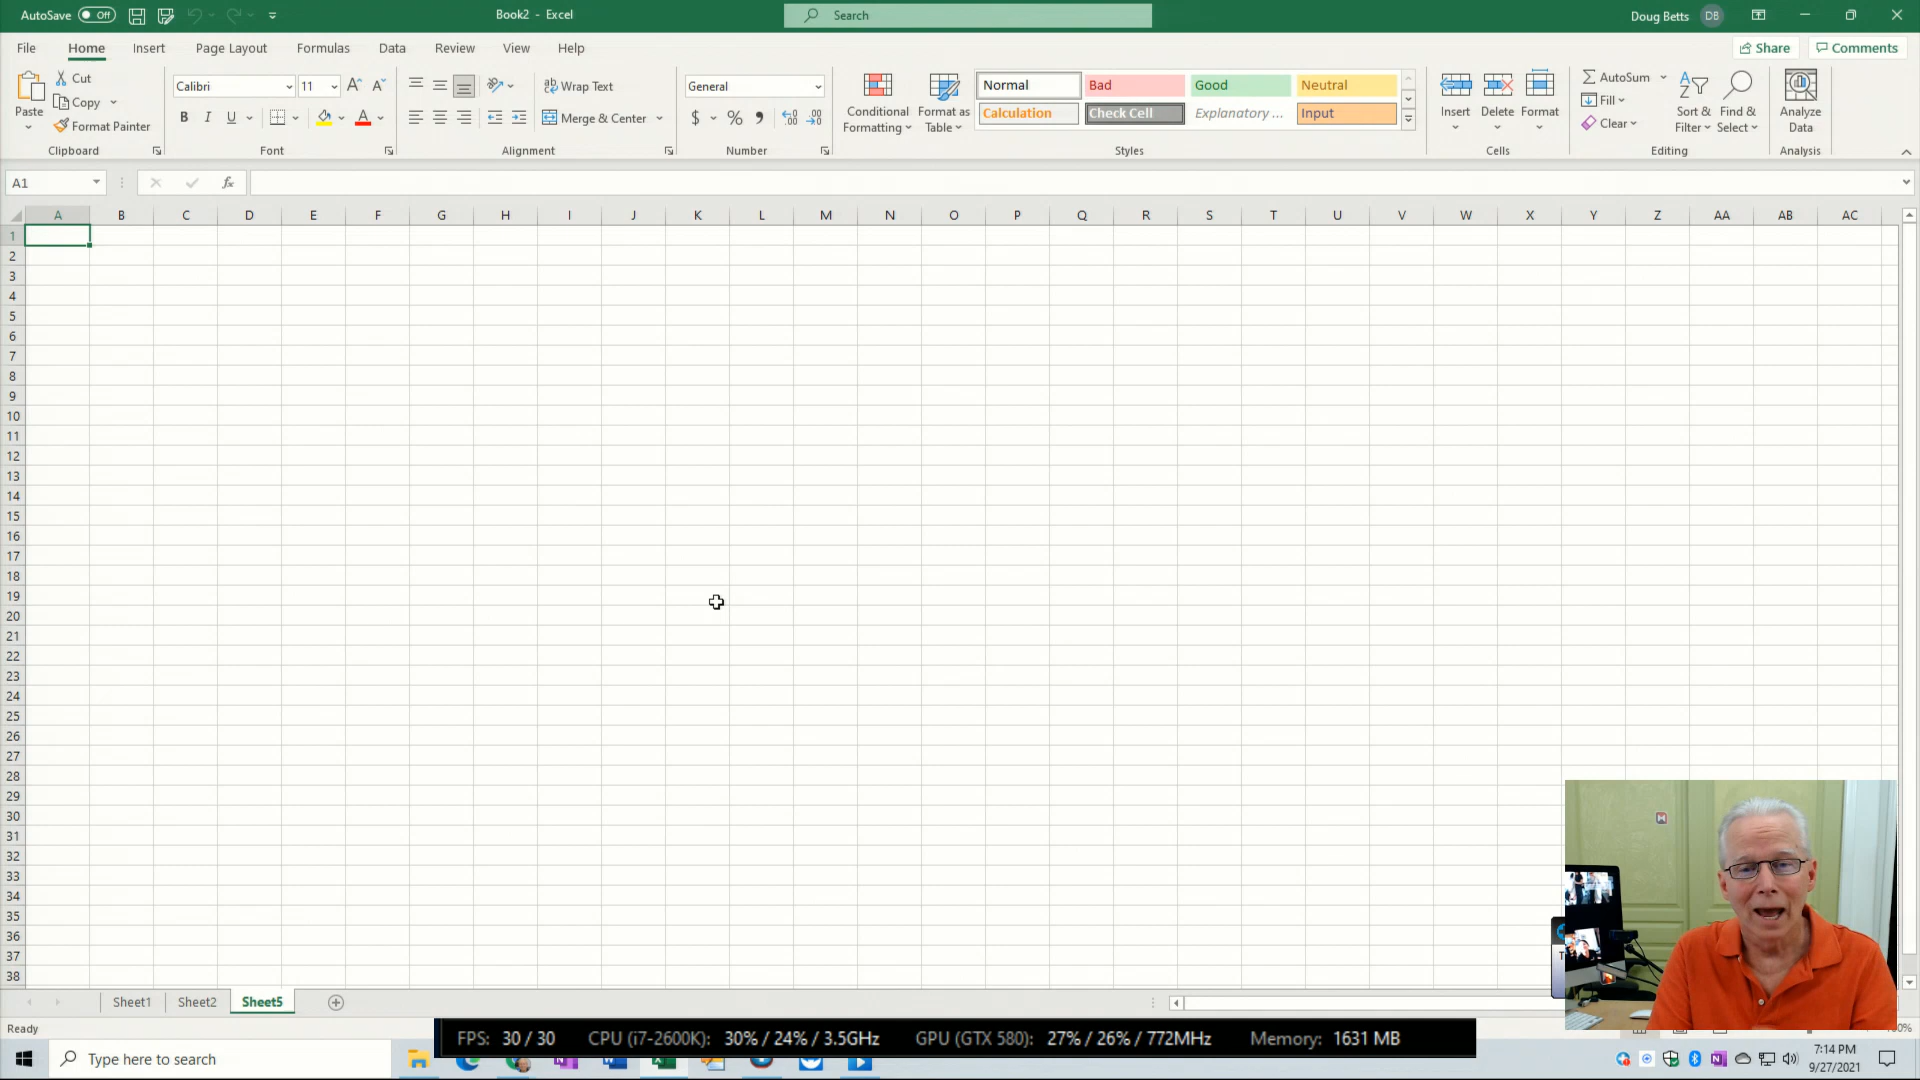 AutoSave Off
Book2 - Excel
Search
Doug Betts DB
File Home Insert Page Layout Formulas Data Review View Help
Share Comments
Paste
Cut
Copy
Format Painter
Clipboard
Calibri 11
B I U
Font
Wrap Text
Merge & Center
Alignment
General
$ % 9
Number
Conditional Formatting
Format as Table
Normal Bad Good Neutral
Calculation Check Cell Explanatory ... Input
Styles
Insert Delete Format
Cells
AutoSum
Fill
Clear
Sort & Filter
Find & Select
Editing
Analyze Data
Analysis
A1
fx
A B C D E F G H I J K L M N O P Q R S T U V W X Y Z AA AB AC
1
2
3
4
5
6
7
8
9
10
11
12
13
14
15
16
17
18
19
20
21
22
23
24
25
26
27
28
29
30
31
32
33
34
35
36
37
38
Sheet1 Sheet2 Sheet5
Ready
FPS: 30 / 30 CPU (i7-2600K): 30% / 24% / 3.5GHz GPU (GTX 580): 27% / 26% / 772MHz Memory: 1631 MB
Type here to search
7:14 PM
9/27/2021